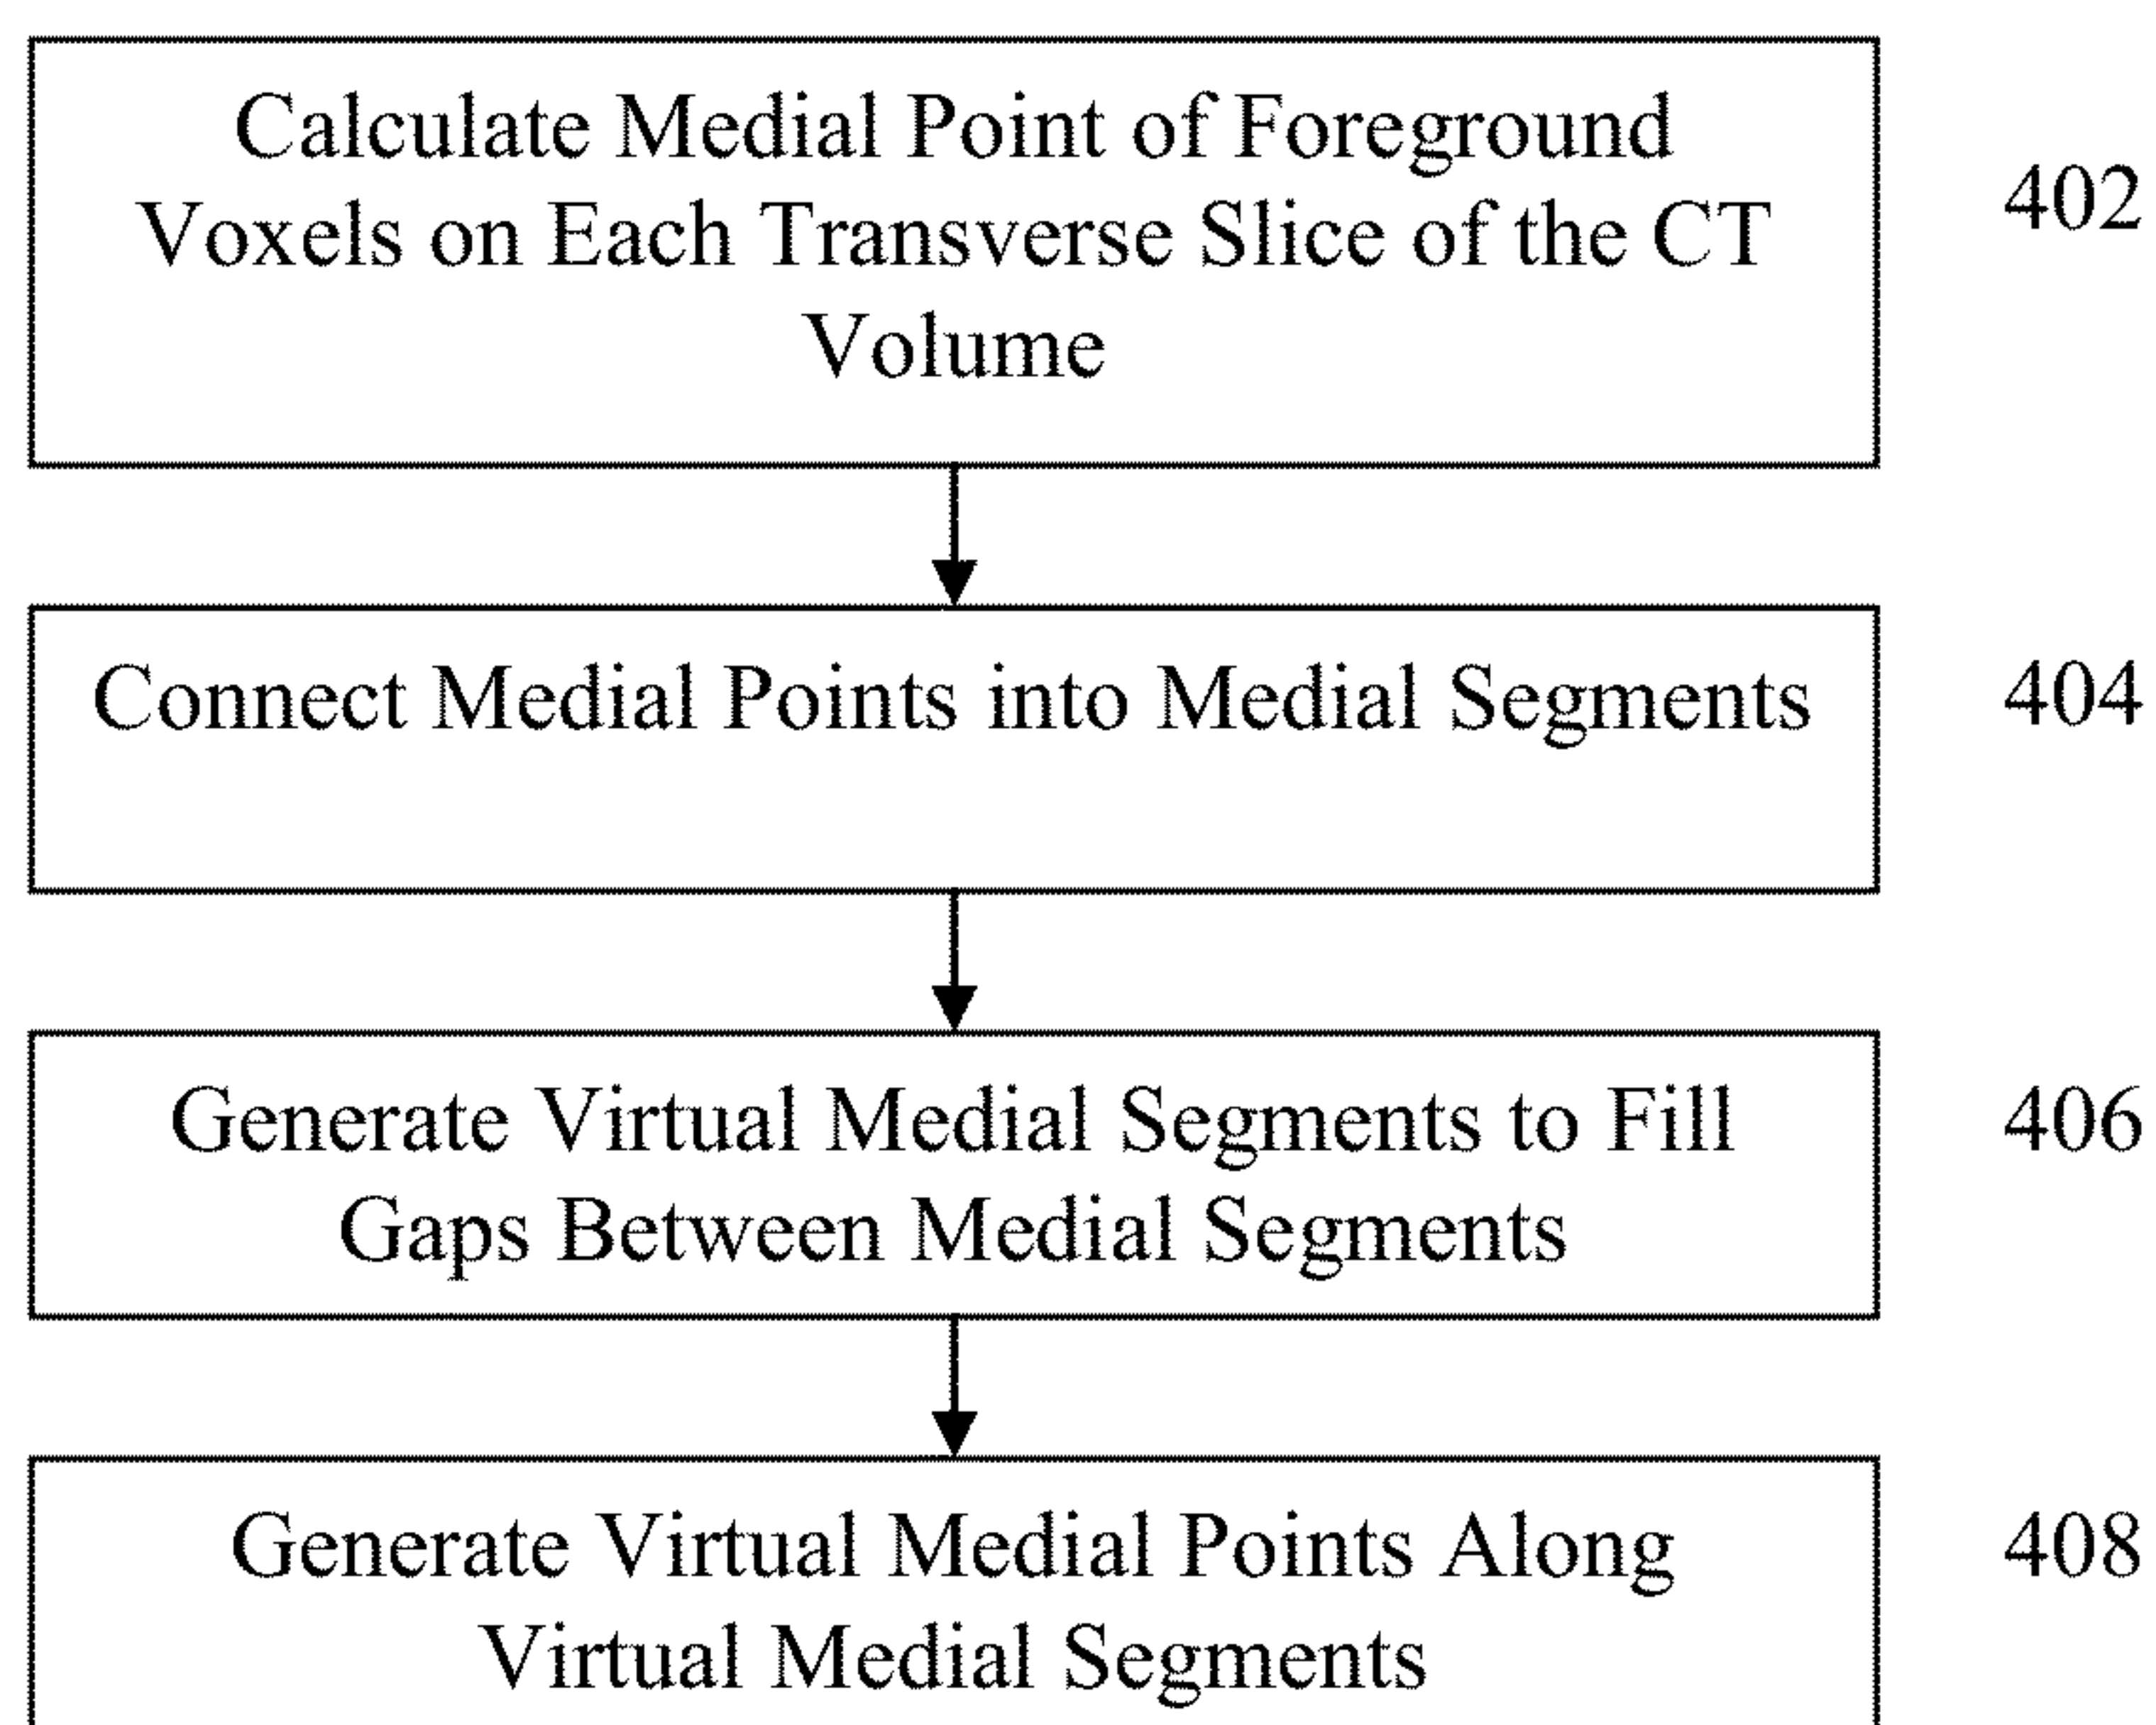 Calculate Medial Point of Foreground
Voxels on Each Transverse Slice of the CT
Volume
402
Connect Medial Points into Medial Segments
404
Generate Virtual Medial Segments to Fill
Gaps Between Medial Segments
406
Generate Virtual Medial Points Along
Virtual Medial Segments
408